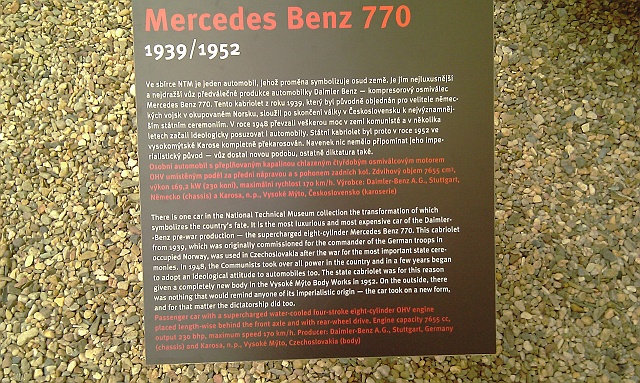 Mercedes Benz 770
1939/1952
Ve sbírce NTM je jeden automobil, jehož proměna symbolizuje osud země. Je jím nejluxusnější
a nejdražší vůz předválečné produkce automobilky Daimler Benz — kompresorový osmiválec
Mercedes Benz 770. Tento kabriolet z roku 1939, který byl původně objednán pro velitele němec-
kých vojsk v okupovaném Norsku, sloužil po skončení války v Československu k nejvýznamněj-
ším státním ceremoniím. V roce 1948 převzali veškerou moc v zemi komunisté a v několika
letech začali ideologicky posuzovat i automobily. Státní kabriolet byl proto v roce 1952 ve
vysokomýtské Karose kompletně překarosován. Navenek nic nemělo připomínat jeho impe-
rialistický původ — vůz dostal novou podobu, ostatně diktatura také.
Osobní automobil s přeplňovaným kapalinou chlazeným čtyřdobým osmiválcovým motorem
OHV umístěným podél za přední nápravou a s pohonem zadních kol. Zdvihový objem 7655 cm³,
výkon 169,2 kW (230 koní), maximální rychlost 170 km/h. Výrobce: Daimler-Benz A.G., Stuttgart,
Německo (chassis) a Karosa, n.p., Vysoké Mýto, Československo (karoserie)
There is one car in the National Technical Museum collection the transformation of which
symbolizes the country's fate. It is the most luxurious and most expensive car of the Daimler-
-Benz pre-war production — the supercharged eight-cylinder Mercedes Benz 770. This cabriolet
from 1939, which was originally commissioned for the commander of the German troops in
occupied Norway, was used in Czechoslovakia after the war for the most important state cere-
monies. In 1948, the Communists took over all power in the country and in a few years began
to adopt an ideological attitude to automobiles too. The state cabriolet was for this reason
given a completely new body in the Vysoké Mýto Body Works in 1952. On the outside, there
was nothing that would remind anyone of its imperialistic origin — the car took on a new form,
and for that matter the dictatorship did too.
Passenger car with a supercharged water-cooled four-stroke eight-cylinder OHV engine
placed length-wise behind the front axle and with rear-wheel drive. Engine capacity 7655 cc,
output 230 bhp, maximum speed 170 km/h. Producer: Daimler-Benz A.G., Stuttgart, Germany
(chassis) and Karosa, n.p., Vysoké Mýto, Czechoslovakia (body)